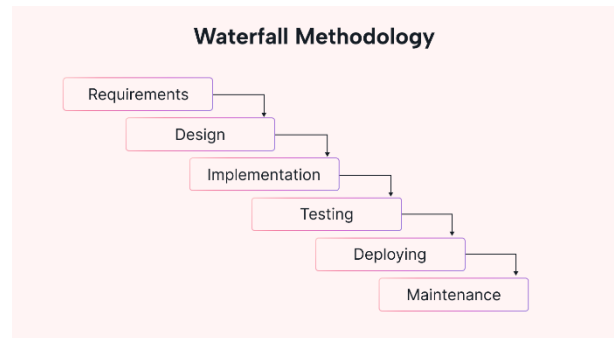 Waterfall Methodology
Requirements
Design
Implementation
Testing
Deploying
Maintenance